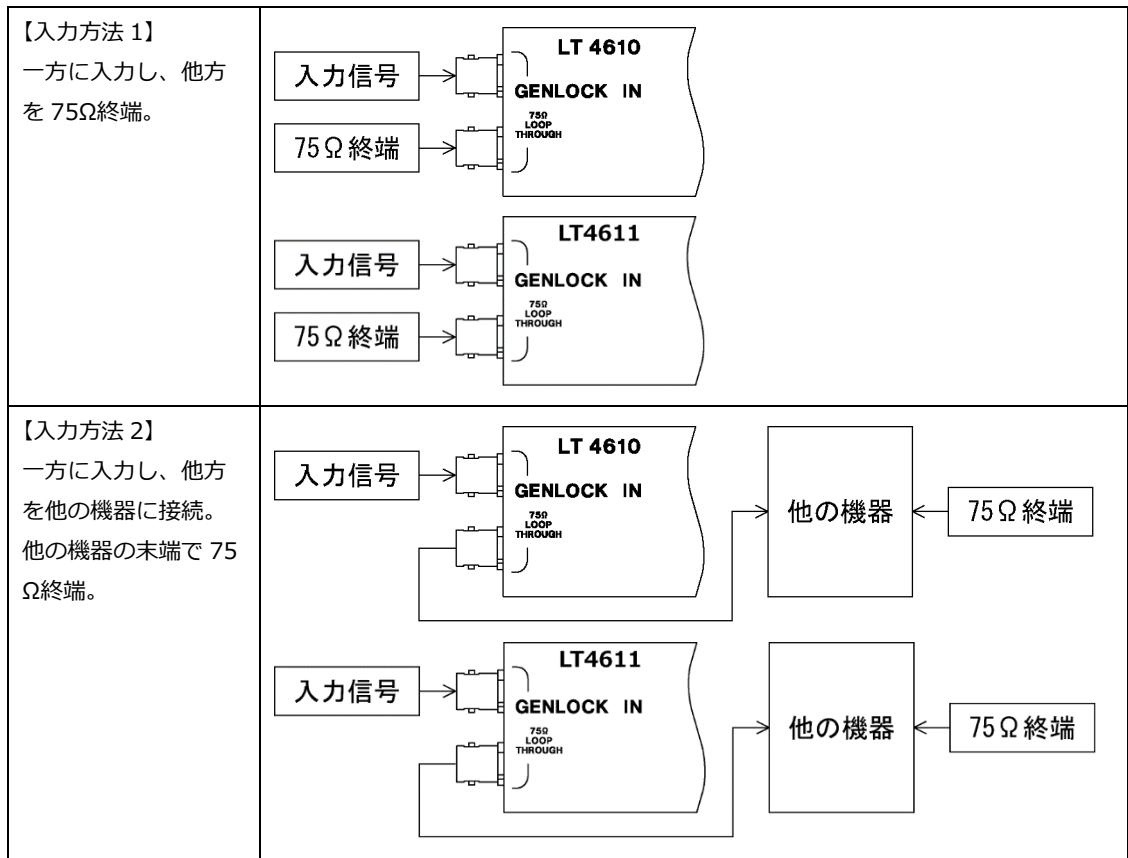 【入力方法 1】
一方に入力し、他方
を 75Ω終端。
LT 4610
入力信号
GENLOCK IN
75Ω
LOOP
THROUGH
75Ω終端
LT4611
入力信号
GENLOCK IN
75Ω
LOOP
THROUGH
75Ω終端
【入力方法 2】
一方に入力し、他方
を他の機器に接続。
他の機器の末端で 75
Ω終端。
LT 4610
入力信号
GENLOCK IN
75Ω
LOOP
THROUGH
他の機器
75Ω終端
LT4611
入力信号
GENLOCK IN
75Ω
LOOP
THROUGH
他の機器
75Ω終端